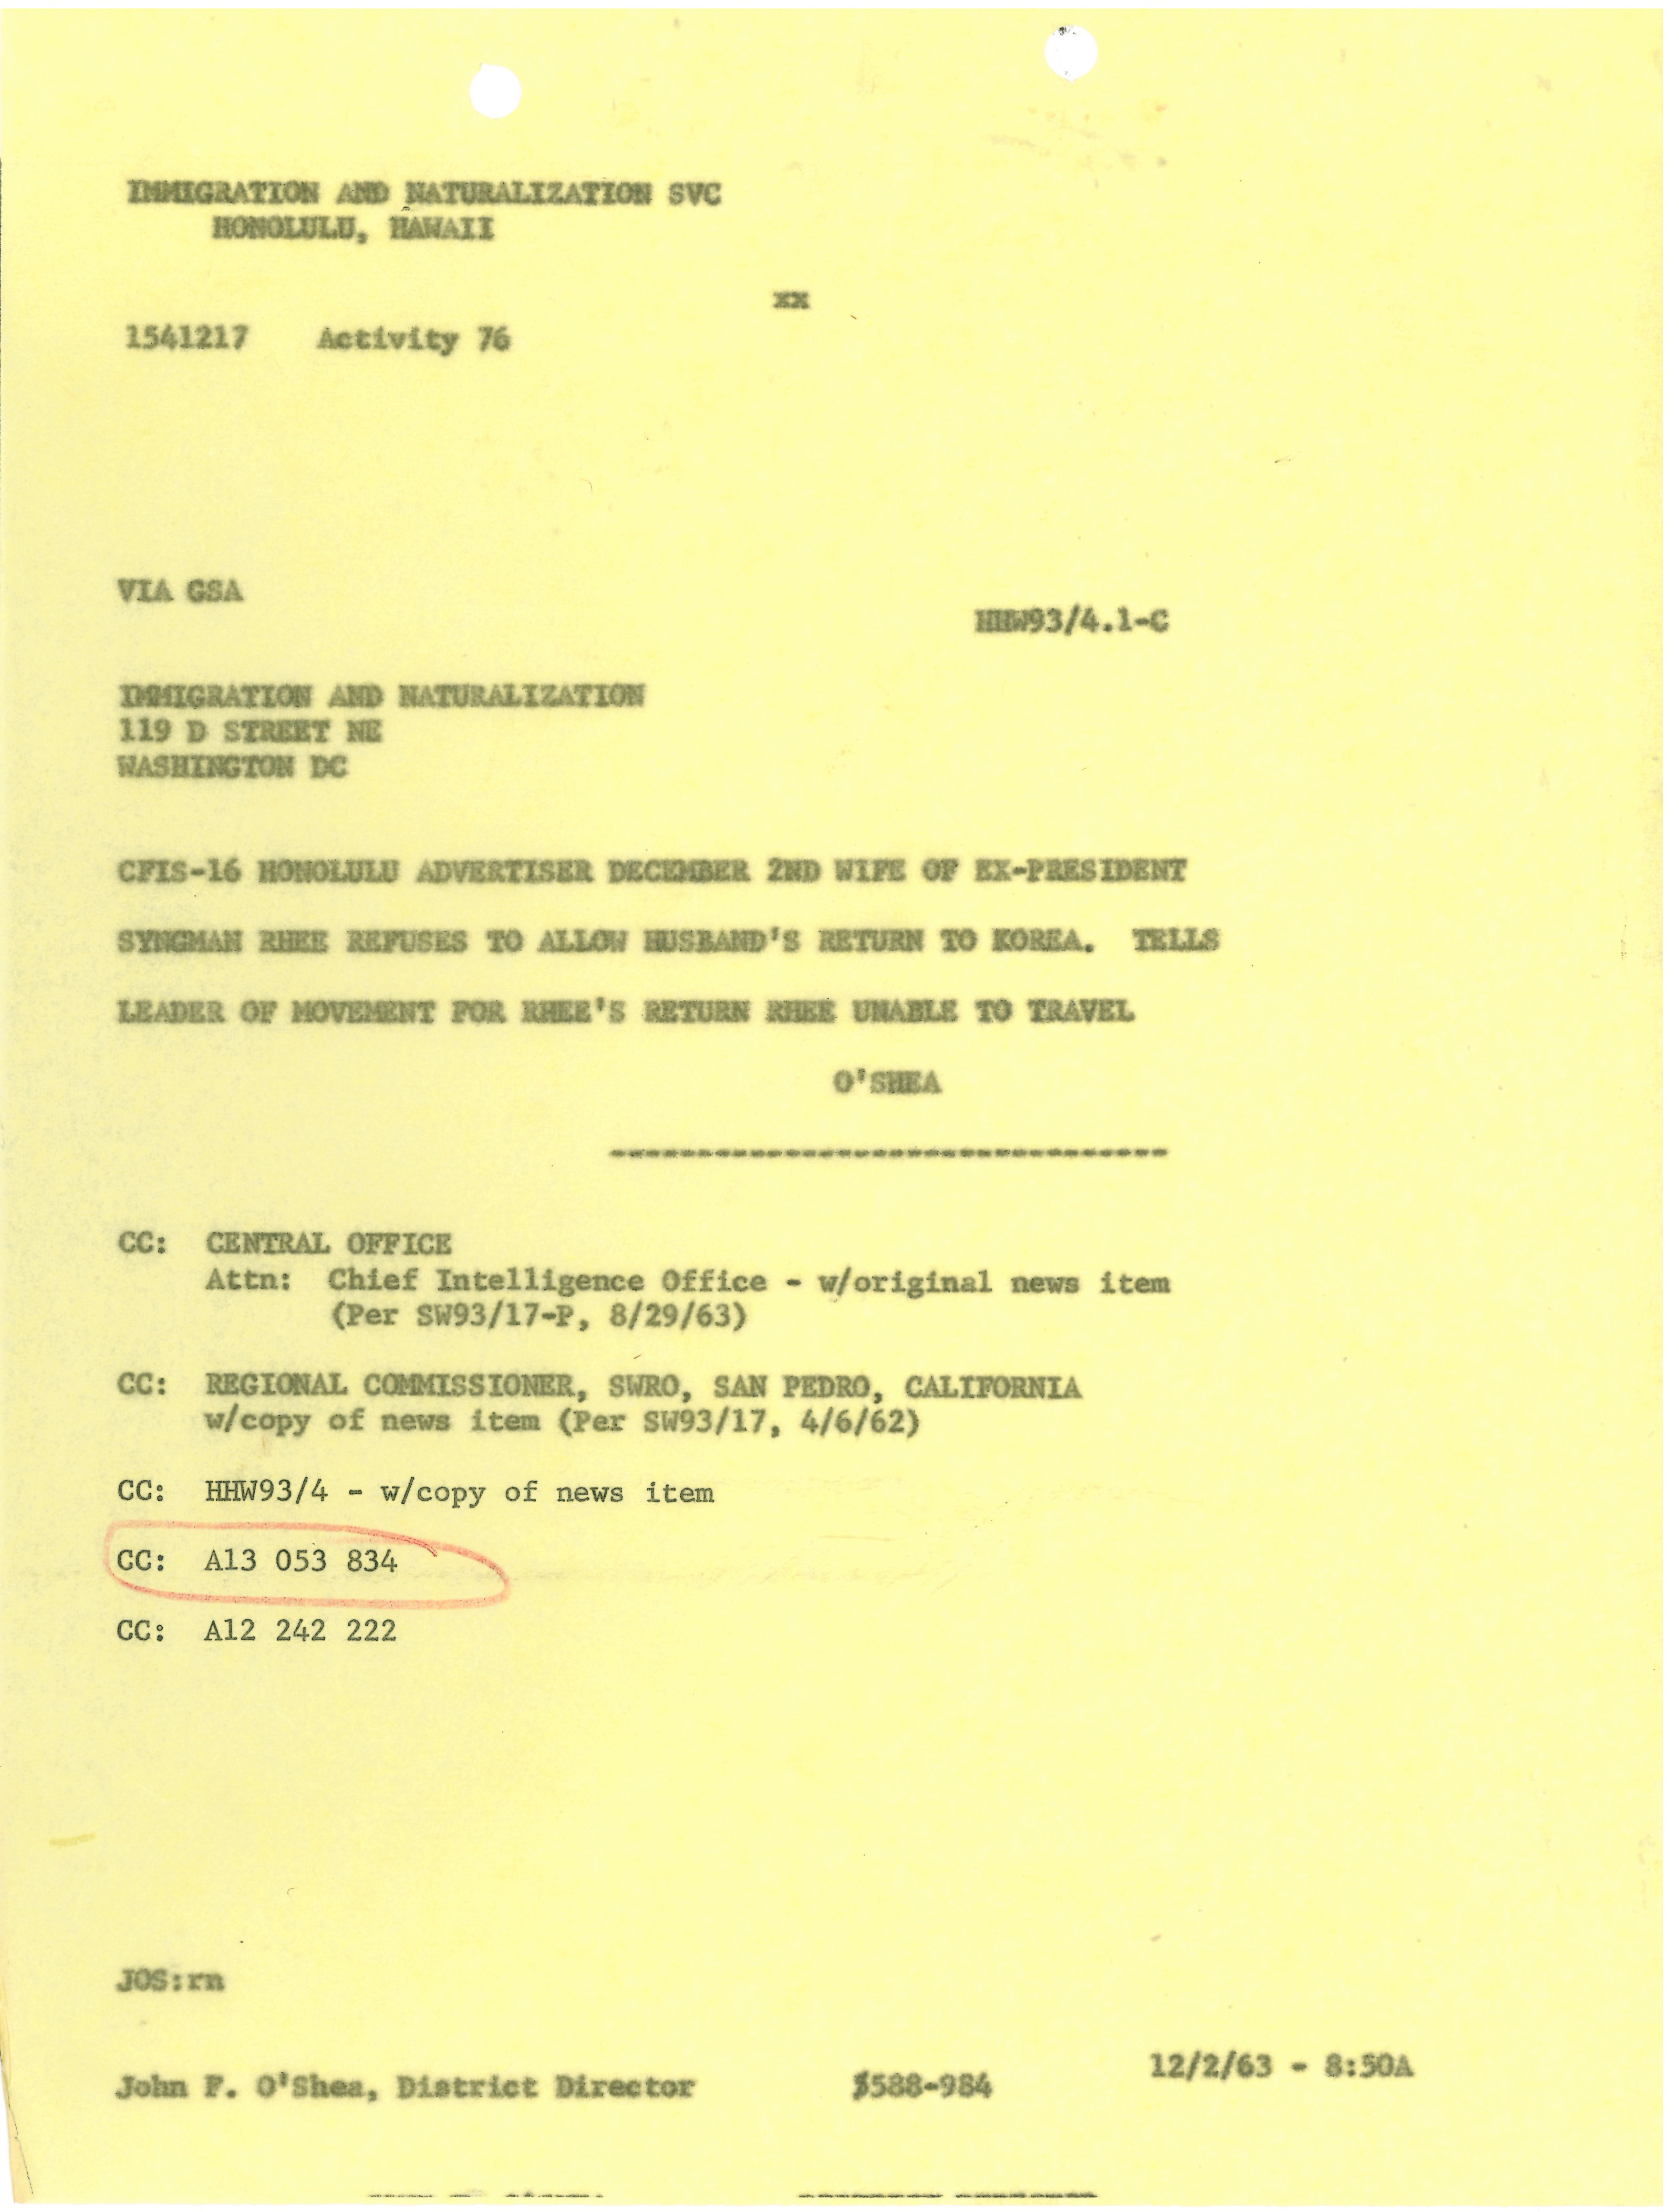 IMMIGRATION AND NATURALIZATION SVC
HONOLULU, HAWAII
xx
1541217 Activity 76
VIA GSA
HHW93/4.1-C
IMMIGRATION AND NATURALIZATION
119 D STREET NE
WASHINGTON DC
CFIS-16 HONOLULU ADVERTISER DECEMBER 2ND WIFE OF EX-PRESIDENT
SYNGMAN RHEE REFUSES TO ALLOW HUSBAND'S RETURN TO KOREA. TELLS
LEADER OF MOVEMENT FOR RHEE'S RETURN RHEE UNABLE TO TRAVEL
O'SHEA
--------------------------------
CC: CENTRAL OFFICE
Attn: Chief Intelligence Office - w/original news item
(Per SW93/17-P, 8/29/63)
CC: REGIONAL COMMISSIONER, SWRO, SAN PEDRO, CALIFORNIA
w/copy of news item (Per SW93/17, 4/6/62)
CC: HHW93/4 - w/copy of news item
CC: A13 053 834
CC: A12 242 222
JOS:rn
John F. O'Shea, District Director 588-984 12/2/63 - 8:50A